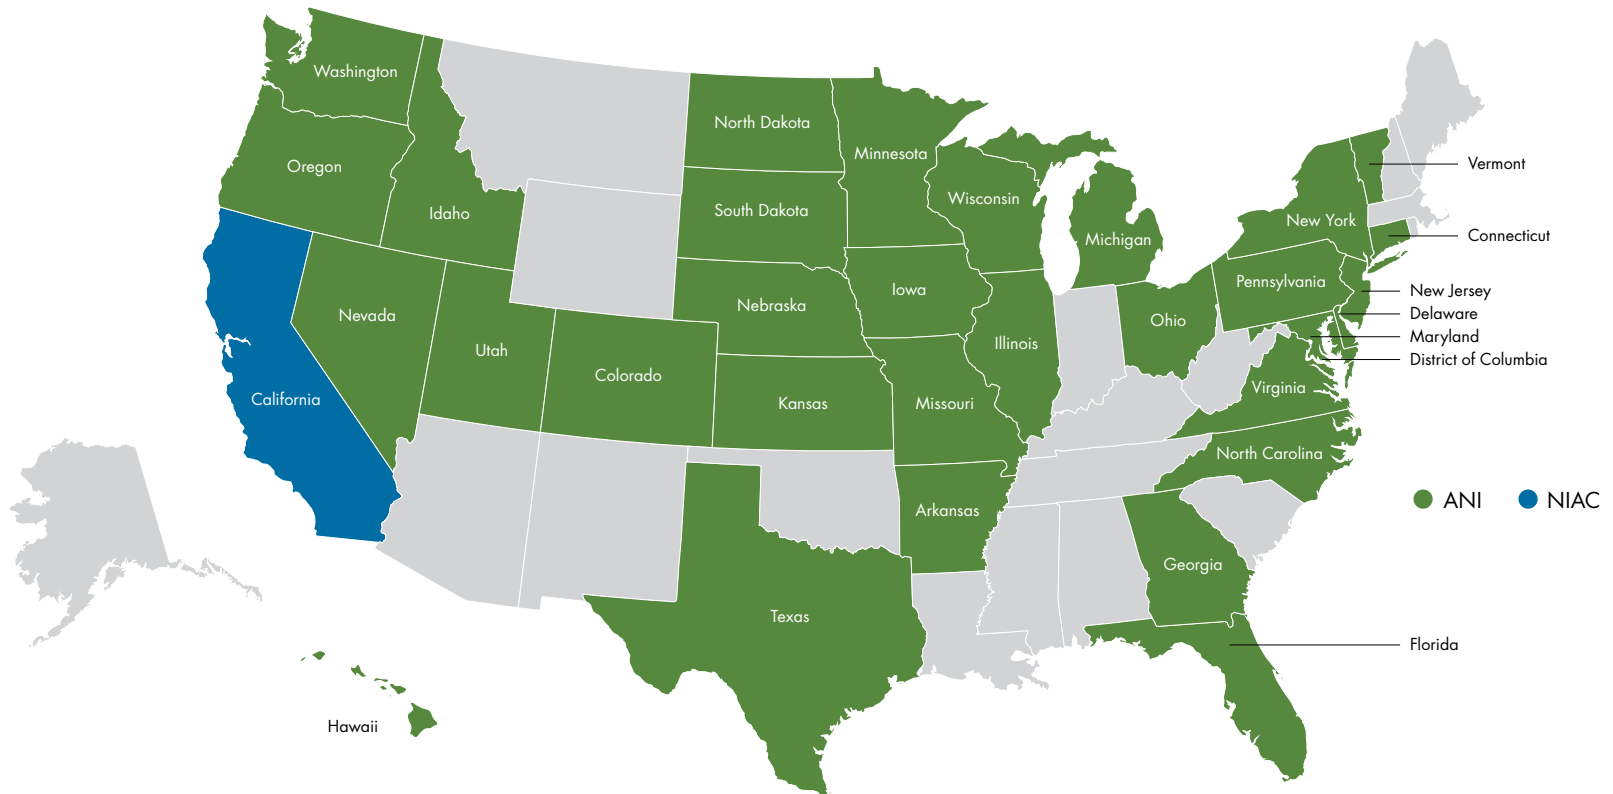 Washington
North Dakota
Minnesota
Vermont
Oregon
Wisconsin
Idaho
South Dakota
New York
Connecticut
Michigan
Pennsylvania
Iowa
New Jersey
Nebraska
Delaware
Nevada
Ohio
Maryland
Illinois
Utah
District of Columbia
Colorado
Virginia
California
Kansas
Missouri
North Carolina
ANI
NIAC
Arkansas
Georgia
Texas
Florida
Hawaii